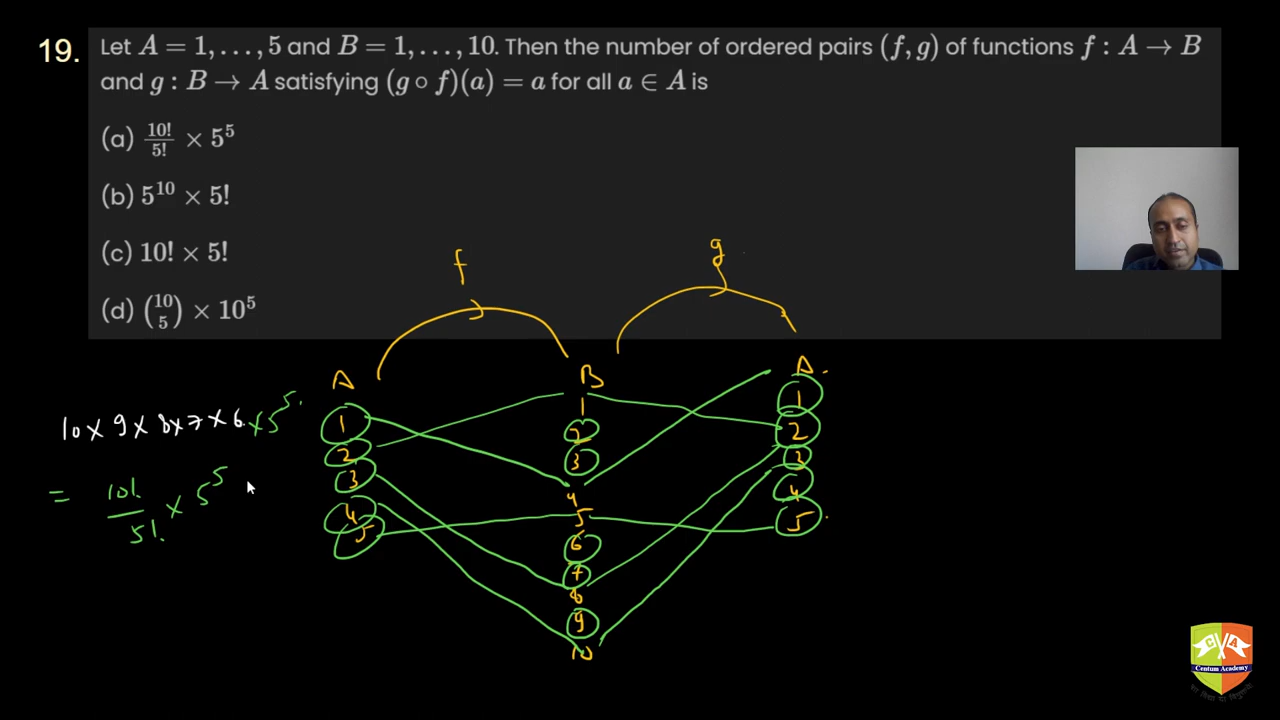 19. Let A = 1, . . . , 5 and B = 1, . . . , 10. Then the number of ordered pairs (f, g) of functions f : A → B
and g : B → A satisfying (g ∘ f)(a) = a for all a ∈ A is
(a) 10!/5! × 5^5
(b) 5^10 × 5!
(c) 10! × 5!
(d) (10 5) × 10^5
f
g
A
B
A
10 × 9 × 8 × 7 × 6 × 5^5
= 10!/5! × 5^5
1
2
3
4
5
1
2
3
4
5
6
7
8
9
10
1
2
3
4
5
C A
Centum Academy